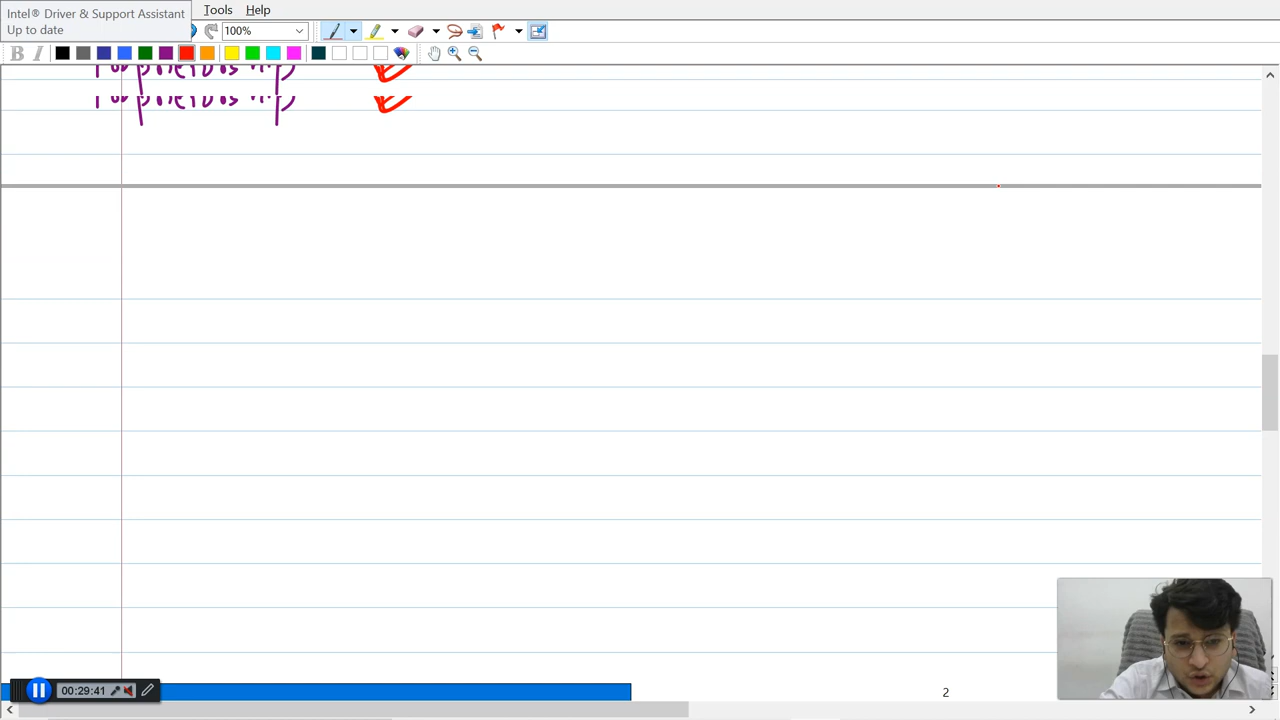 Intel® Driver & Support Assistant
Up to date
Tools
Help
100%
B I
00:29:41
2